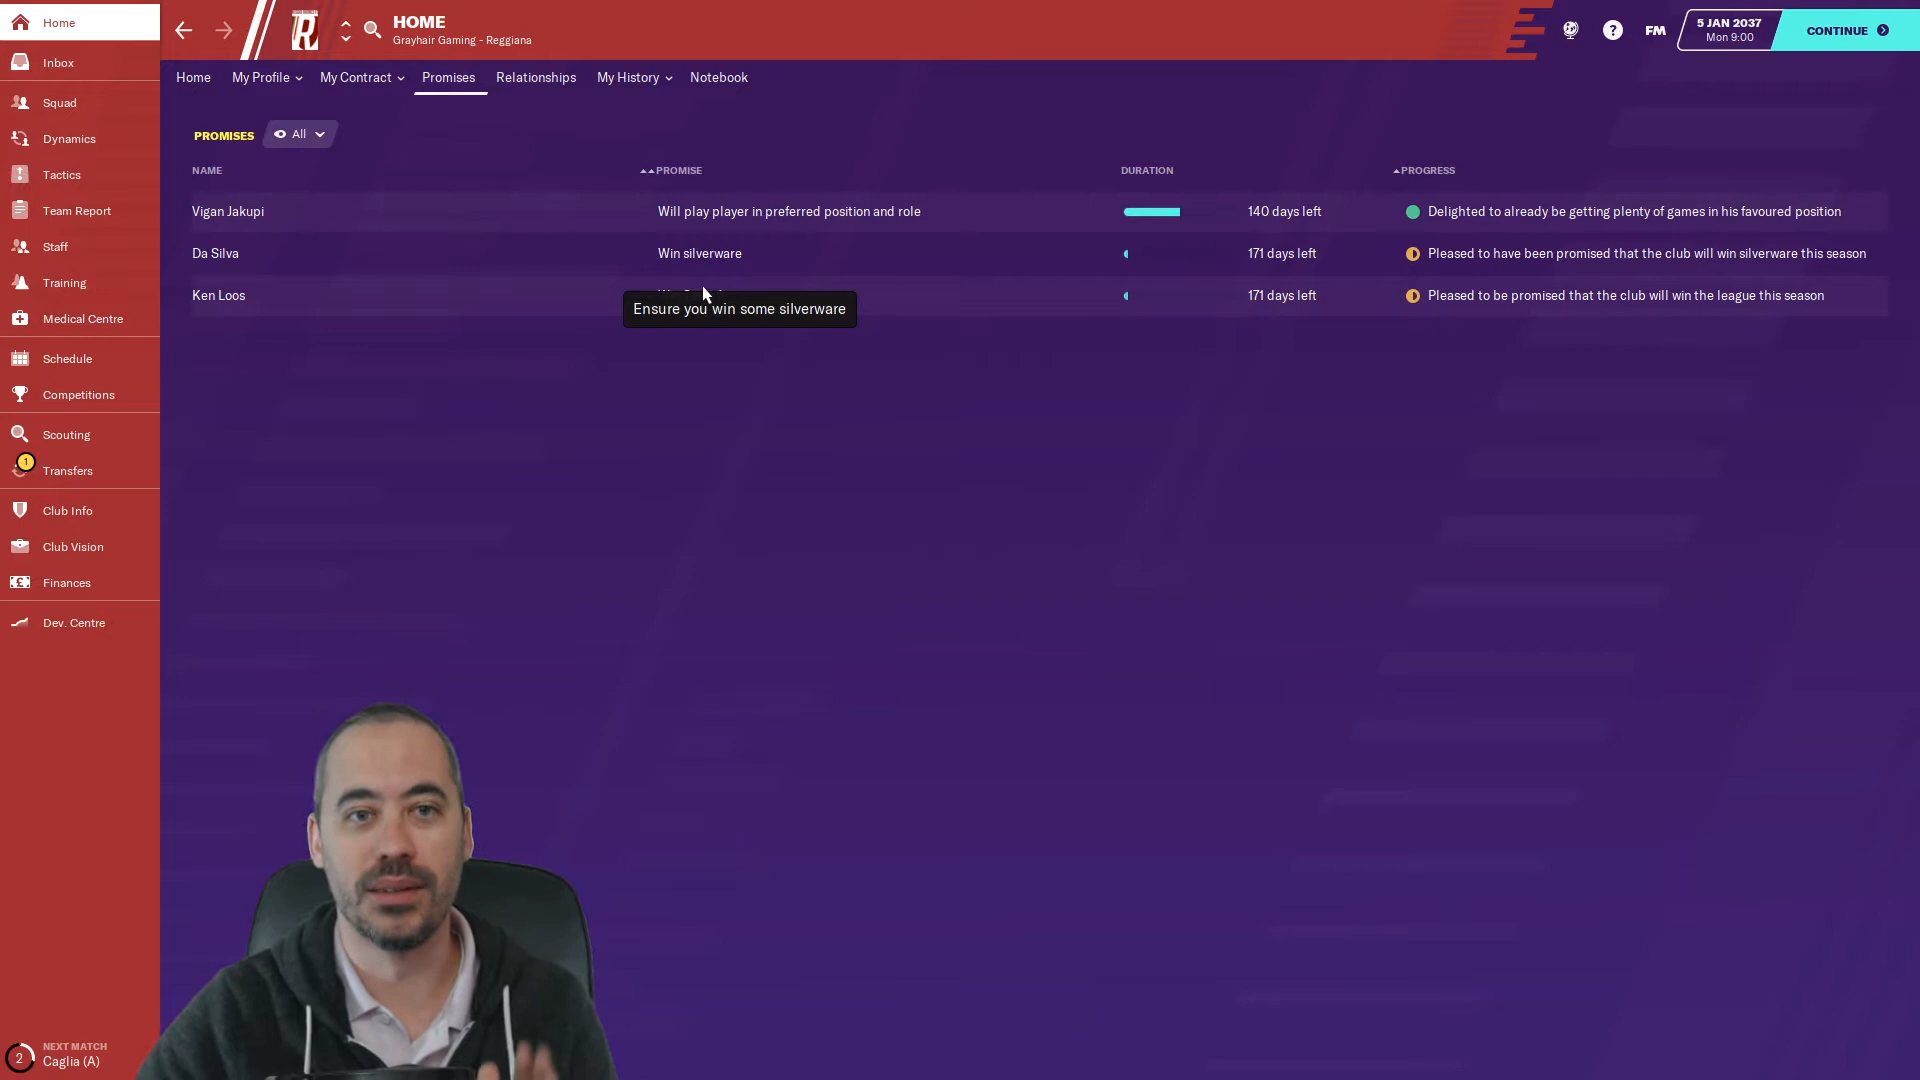 Home
Inbox
Squad
Dynamics
Tactics
Team Report
Staff
Training
Medical Centre
Schedule
Competitions
Scouting
1
Transfers
Club Info
Club Vision
Finances
Dev. Centre
2
NEXT MATCH
Caglia (A)
R
HOME
Grayhair Gaming - Reggiana
?
FM
5 JAN 2037
Mon 9:00
CONTINUE
Home My Profile My Contract Promises Relationships My History Notebook
PROMISES All
NAME PROMISE DURATION PROGRESS
Vigan Jakupi Will play player in preferred position and role 140 days left Delighted to already be getting plenty of games in his favoured position
Da Silva Win silverware 171 days left Pleased to have been promised that the club will win silverware this season
Ken Loos 171 days left Pleased to be promised that the club will win the league this season
Ensure you win some silverware